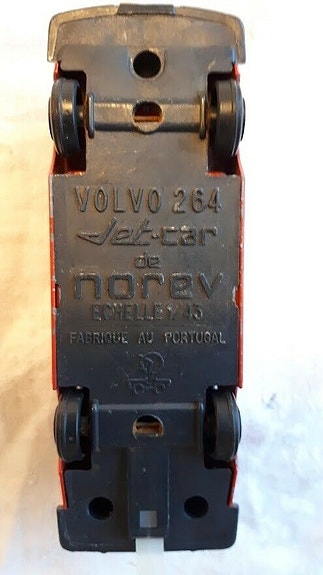 VOLVO 264
Jet-car
de
norev
ECHELLE 1/43
FABRIQUE AU PORTUGAL